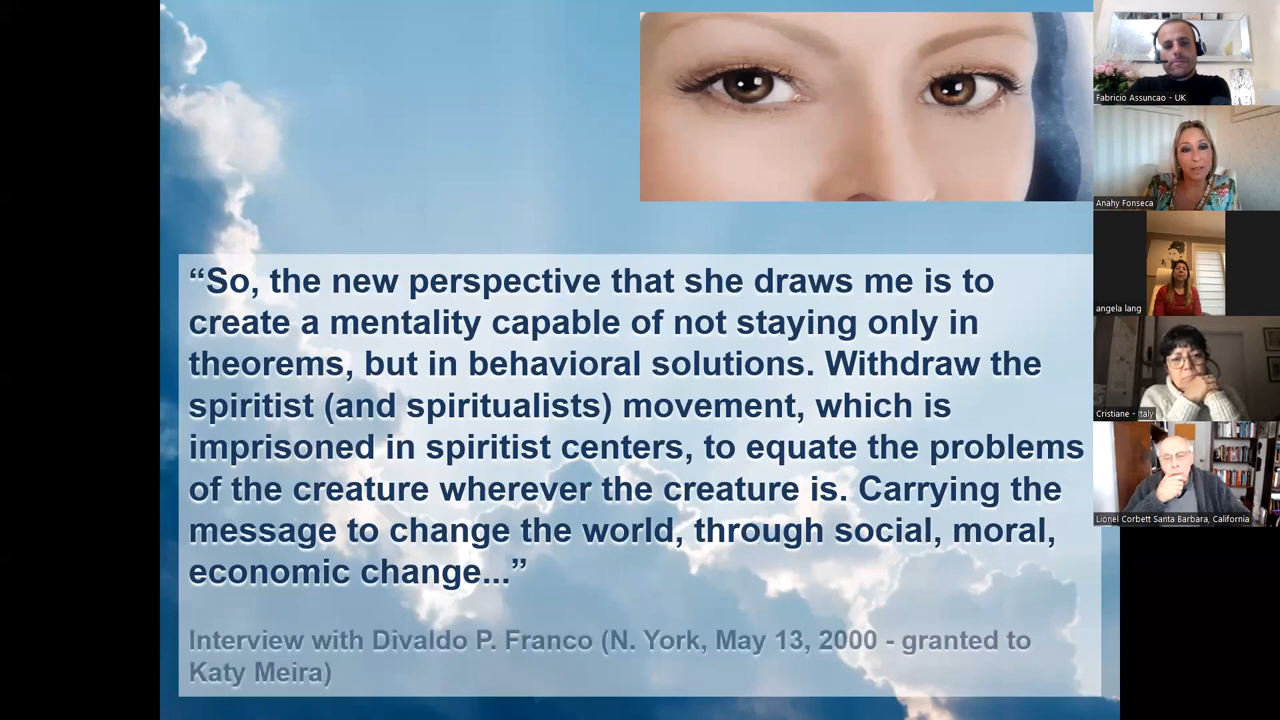 “So, the new perspective that she draws me is to
create a mentality capable of not staying only in
theorems, but in behavioral solutions. Withdraw the
spiritist (and spiritualists) movement, which is
imprisoned in spiritist centers, to equate the problems
of the creature wherever the creature is. Carrying the
message to change the world, through social, moral,
economic change...”
Interview with Divaldo P. Franco (N. York, May 13, 2000 - granted to
Katy Meira)
Fabricio Assuncao - UK
Anahy Fonseca
angela lang
Cristiane - Italy
Lionel Corbett Santa Barbara, California